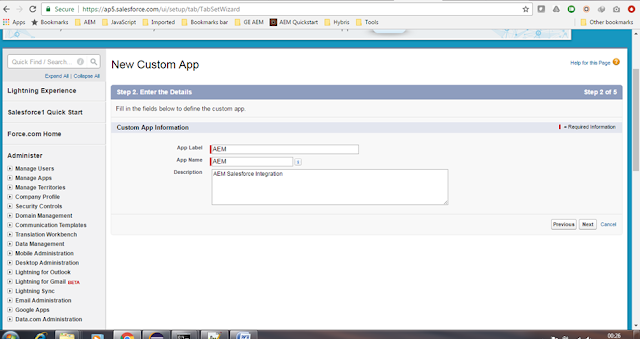 Secure https://ap5.salesforce.com/ui/setup/tab/TabSetWizard
Apps Bookmarks AEM JavaScript Imported Bookmarks bar GE AEM AEM Quickstart Hybris Tools Other bookmarks
Quick Find / Search...
Expand All | Collapse All
Lightning Experience
Salesforce1 Quick Start
Force.com Home
Administer
Manage Users
Manage Apps
Manage Territories
Company Profile
Security Controls
Domain Management
Communication Templates
Translation Workbench
Data Management
Mobile Administration
Desktop Administration
Lightning for Outlook
Lightning for Gmail BETA
Lightning Sync
Email Administration
Google Apps
Data.com Administration
New Custom App
Help for this Page
Step 2. Enter the Details
Step 2 of 5
Fill in the fields below to define the custom app.
Custom App Information
= Required Information
App Label AEM
App Name AEM
Description AEM Salesforce Integration
Previous Next Cancel
00:26